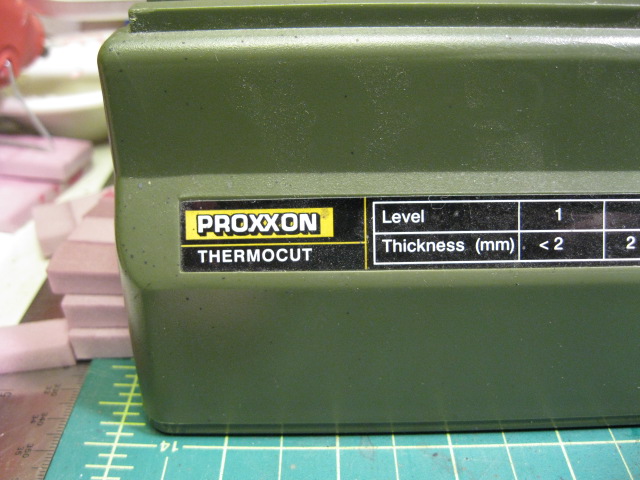 PROXXON
THERMOCUT
Level 1
Thickness (mm) < 2 2
14